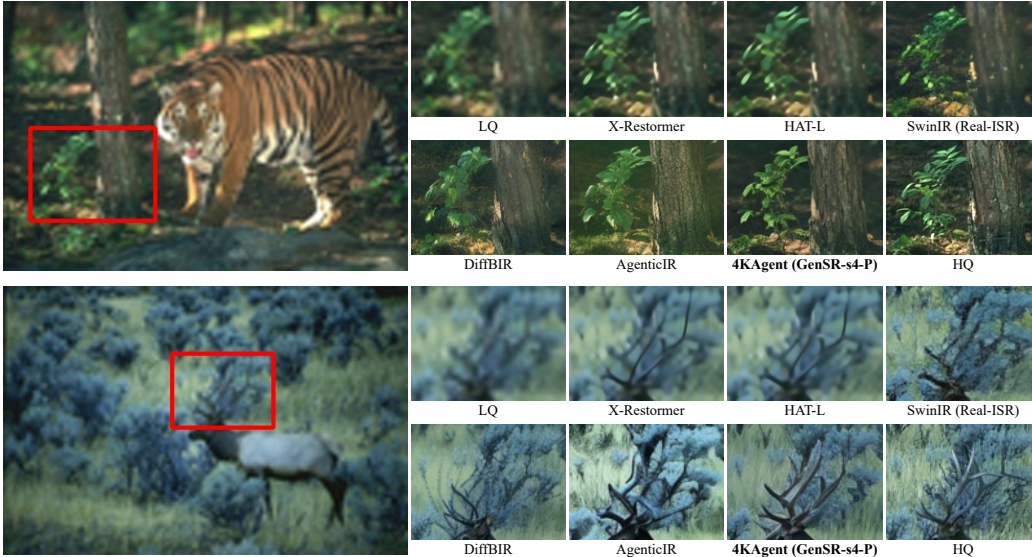 LQ X-Restormer HAT-L SwinIR (Real-ISR)
DiffBIR AgenticIR 4KAgent (GenSR-s4-P) HQ
LQ X-Restormer HAT-L SwinIR (Real-ISR)
DiffBIR AgenticIR 4KAgent (GenSR-s4-P) HQ